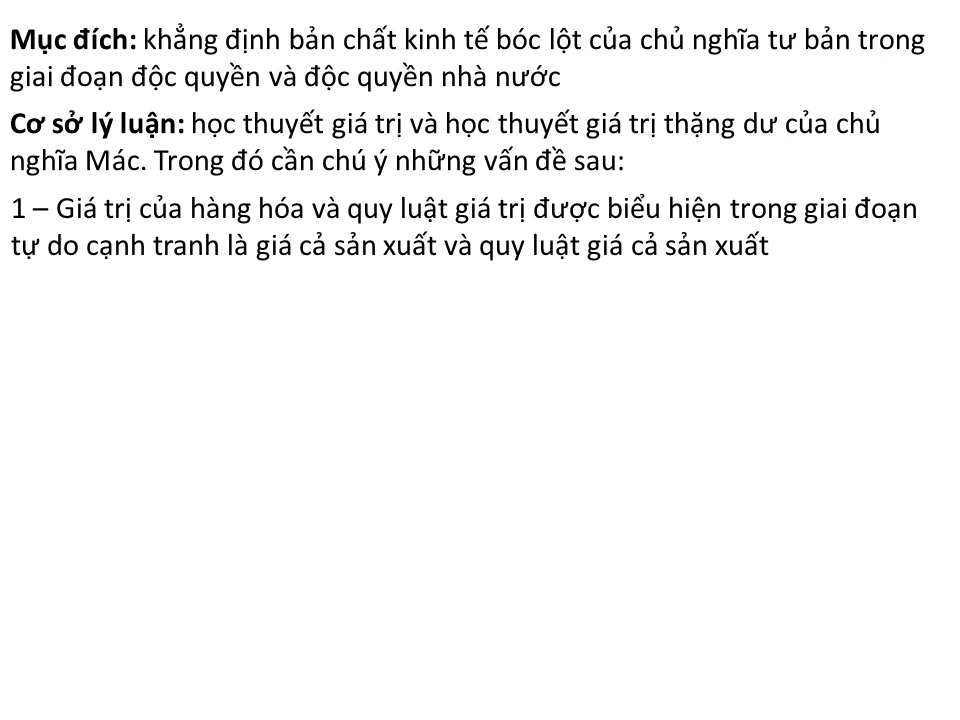 Mục đích: khẳng định bản chất kinh tế bóc lột của chủ nghĩa tư bản trong
giai đoạn độc quyền và độc quyền nhà nước
Cơ sở lý luận: học thuyết giá trị và học thuyết giá trị thặng dư của chủ
nghĩa Mác. Trong đó cần chú ý những vấn đề sau:
1 – Giá trị của hàng hóa và quy luật giá trị được biểu hiện trong giai đoạn
tự do cạnh tranh là giá cả sản xuất và quy luật giá cả sản xuất